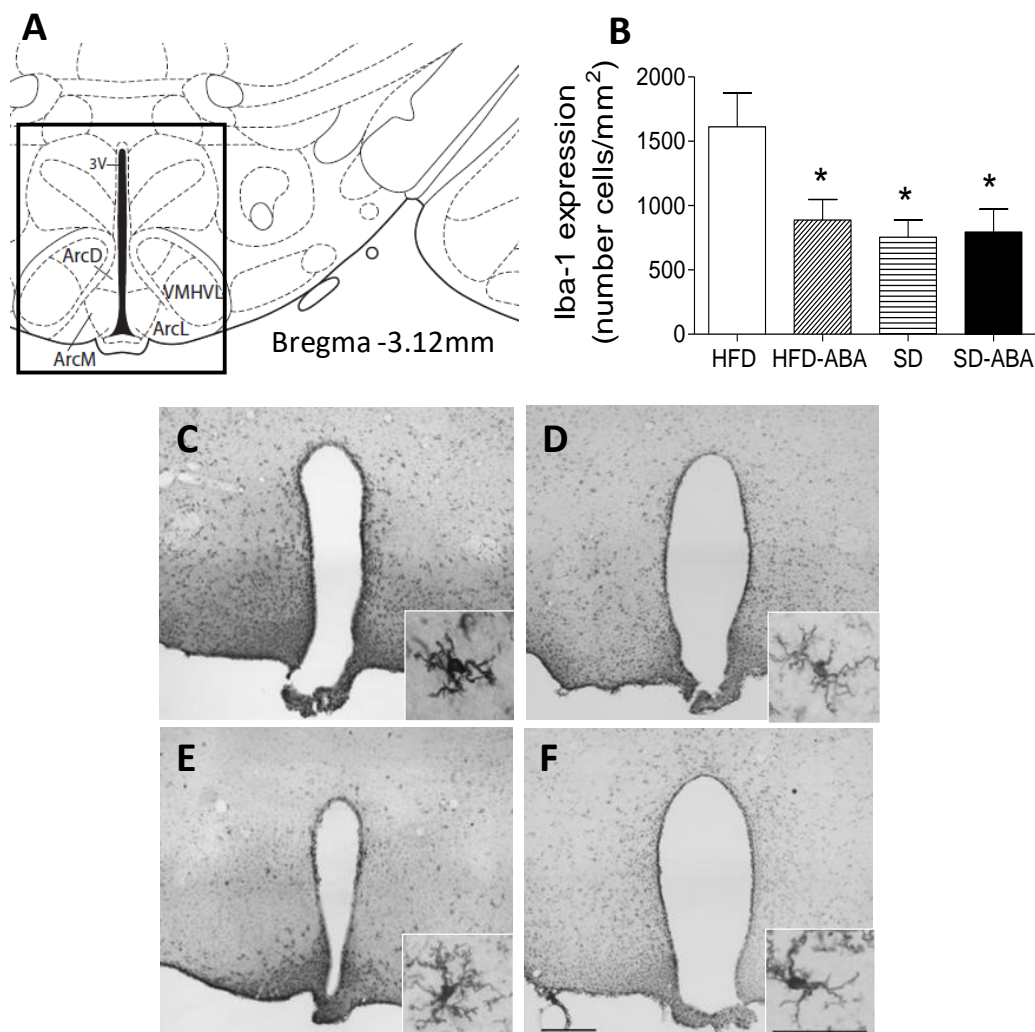 A
3V
ArcD
VMHVL
ArcL
ArcM
Bregma -3.12mm
B
Iba-1 expression
(number cells/mm²)
2000
1500
1000
500
0
*
*
*
HFD
HFD-ABA
SD
SD-ABA
C
D
E
F